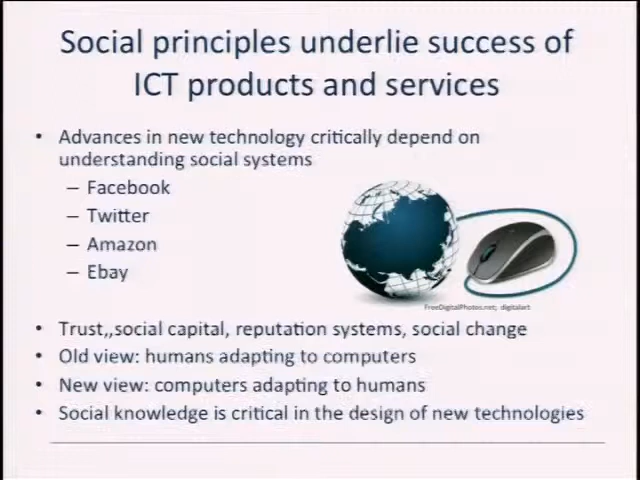 Social principles underlie success of
ICT products and services
• Advances in new technology critically depend on
understanding social systems
– Facebook
– Twitter
– Amazon
– Ebay
FreeDigitalPhotos.net; digitalart
• Trust,,social capital, reputation systems, social change
• Old view: humans adapting to computers
• New view: computers adapting to humans
• Social knowledge is critical in the design of new technologies